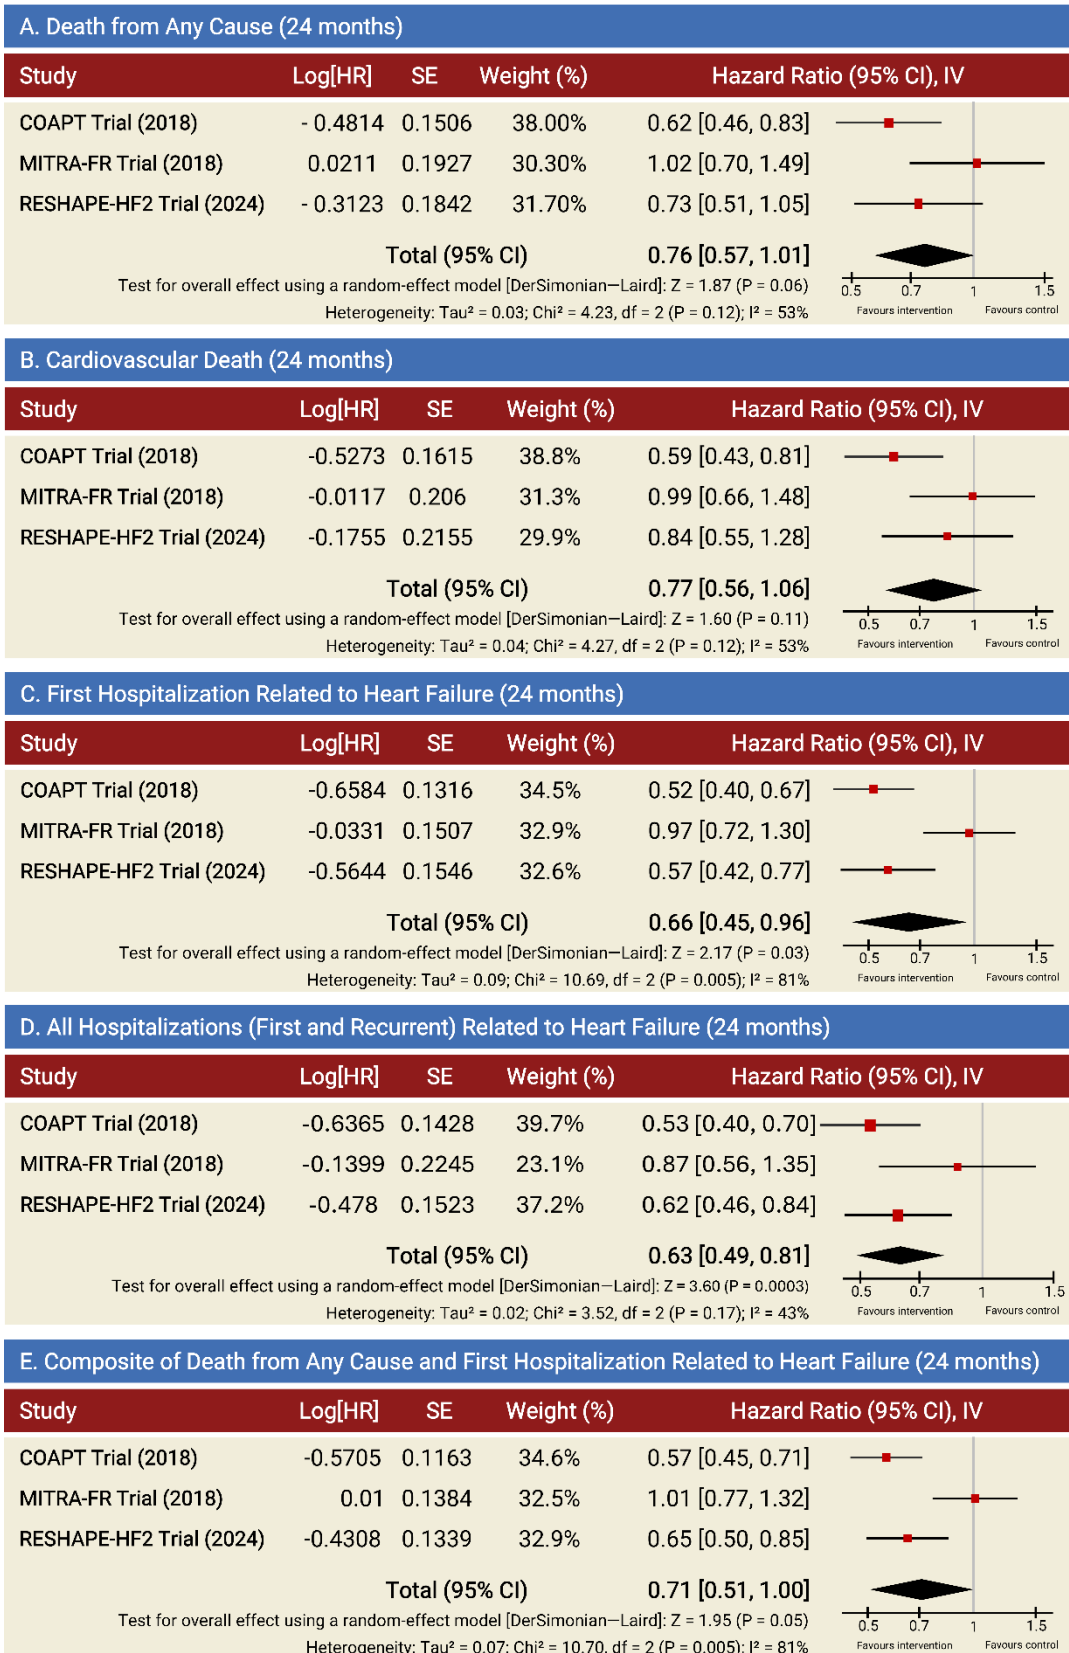 A. Death from Any Cause (24 months)
Study Log[HR] SE Weight (%) Hazard Ratio (95% CI), IV
COAPT Trial (2018) - 0.4814 0.1506 38.00% 0.62 [0.46, 0.83]
MITRA-FR Trial (2018) 0.0211 0.1927 30.30% 1.02 [0.70, 1.49]
RESHAPE-HF2 Trial (2024) - 0.3123 0.1842 31.70% 0.73 [0.51, 1.05]
Total (95% CI) 0.76 [0.57, 1.01]
Test for overall effect using a random-effect model [DerSimonian–Laird]: Z = 1.87 (P = 0.06)
0.5 0.7 1 1.5
Heterogeneity: Tau² = 0.03; Chi² = 4.23, df = 2 (P = 0.12); I² = 53%
Favours intervention Favours control
B. Cardiovascular Death (24 months)
Study Log[HR] SE Weight (%) Hazard Ratio (95% CI), IV
COAPT Trial (2018) -0.5273 0.1615 38.8% 0.59 [0.43, 0.81]
MITRA-FR Trial (2018) -0.0117 0.206 31.3% 0.99 [0.66, 1.48]
RESHAPE-HF2 Trial (2024) -0.1755 0.2155 29.9% 0.84 [0.55, 1.28]
Total (95% CI) 0.77 [0.56, 1.06]
Test for overall effect using a random-effect model [DerSimonian–Laird]: Z = 1.60 (P = 0.11)
0.5 0.7 1 1.5
Heterogeneity: Tau² = 0.04; Chi² = 4.27, df = 2 (P = 0.12); I² = 53%
Favours intervention Favours control
C. First Hospitalization Related to Heart Failure (24 months)
Study Log[HR] SE Weight (%) Hazard Ratio (95% CI), IV
COAPT Trial (2018) -0.6584 0.1316 34.5% 0.52 [0.40, 0.67]
MITRA-FR Trial (2018) -0.0331 0.1507 32.9% 0.97 [0.72, 1.30]
RESHAPE-HF2 Trial (2024) -0.5644 0.1546 32.6% 0.57 [0.42, 0.77]
Total (95% CI) 0.66 [0.45, 0.96]
Test for overall effect using a random-effect model [DerSimonian–Laird]: Z = 2.17 (P = 0.03)
0.5 0.7 1 1.5
Heterogeneity: Tau² = 0.09; Chi² = 10.69, df = 2 (P = 0.005); I² = 81%
Favours intervention Favours control
D. All Hospitalizations (First and Recurrent) Related to Heart Failure (24 months)
Study Log[HR] SE Weight (%) Hazard Ratio (95% CI), IV
COAPT Trial (2018) -0.6365 0.1428 39.7% 0.53 [0.40, 0.70]
MITRA-FR Trial (2018) -0.1399 0.2245 23.1% 0.87 [0.56, 1.35]
RESHAPE-HF2 Trial (2024) -0.478 0.1523 37.2% 0.62 [0.46, 0.84]
Total (95% CI) 0.63 [0.49, 0.81]
Test for overall effect using a random-effect model [DerSimonian–Laird]: Z = 3.60 (P = 0.0003)
0.5 0.7 1 1.5
Heterogeneity: Tau² = 0.02; Chi² = 3.52, df = 2 (P = 0.17); I² = 43%
Favours intervention Favours control
E. Composite of Death from Any Cause and First Hospitalization Related to Heart Failure (24 months)
Study Log[HR] SE Weight (%) Hazard Ratio (95% CI), IV
COAPT Trial (2018) -0.5705 0.1163 34.6% 0.57 [0.45, 0.71]
MITRA-FR Trial (2018) 0.01 0.1384 32.5% 1.01 [0.77, 1.32]
RESHAPE-HF2 Trial (2024) -0.4308 0.1339 32.9% 0.65 [0.50, 0.85]
Total (95% CI) 0.71 [0.51, 1.00]
Test for overall effect using a random-effect model [DerSimonian–Laird]: Z = 1.95 (P = 0.05)
0.5 0.7 1 1.5
Heterogeneity: Tau² = 0.07; Chi² = 10.70, df = 2 (P = 0.005); I² = 81%
Favours intervention Favours control